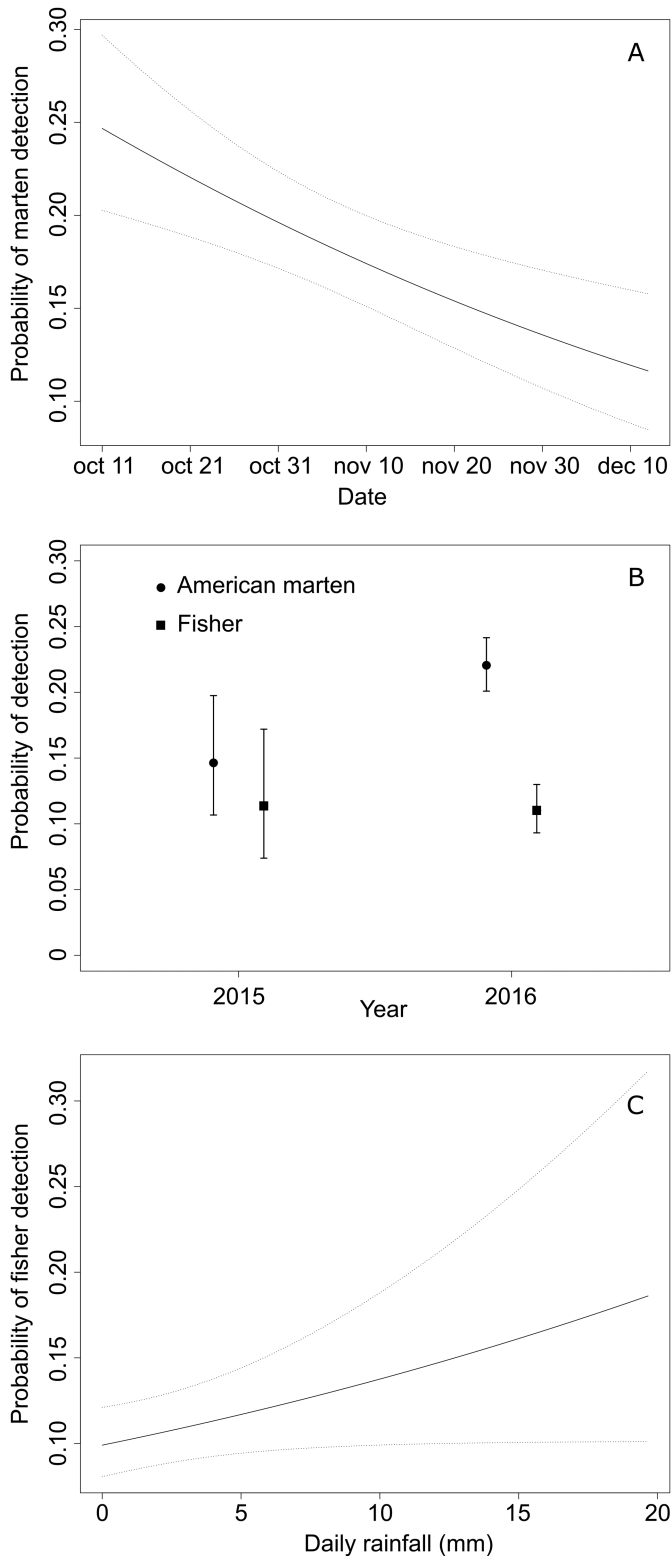 A
Probability of marten detection
0.30
0.25
0.20
0.15
0.10
oct 11 oct 21 oct 31 nov 10 nov 20 nov 30 dec 10
Date
B
American marten
Fisher
Probability of detection
0.30
0.25
0.20
0.15
0.10
0.05
0
2015 2016
Year
C
Probability of fisher detection
0.30
0.25
0.20
0.15
0.10
0 5 10 15 20
Daily rainfall (mm)